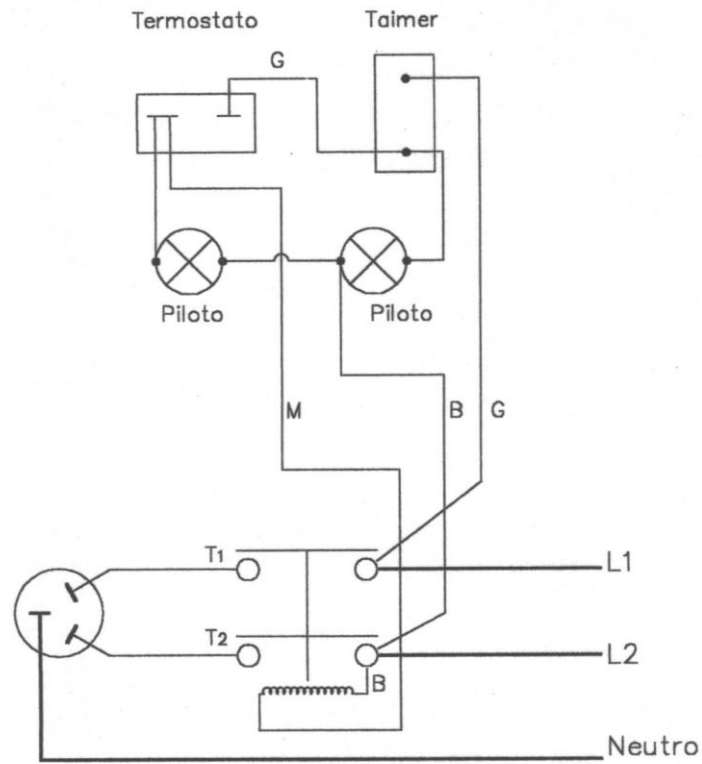 Termostato
Taimer
G
Piloto
Piloto
M
B
G
T1
L1
T2
L2
B
Neutro